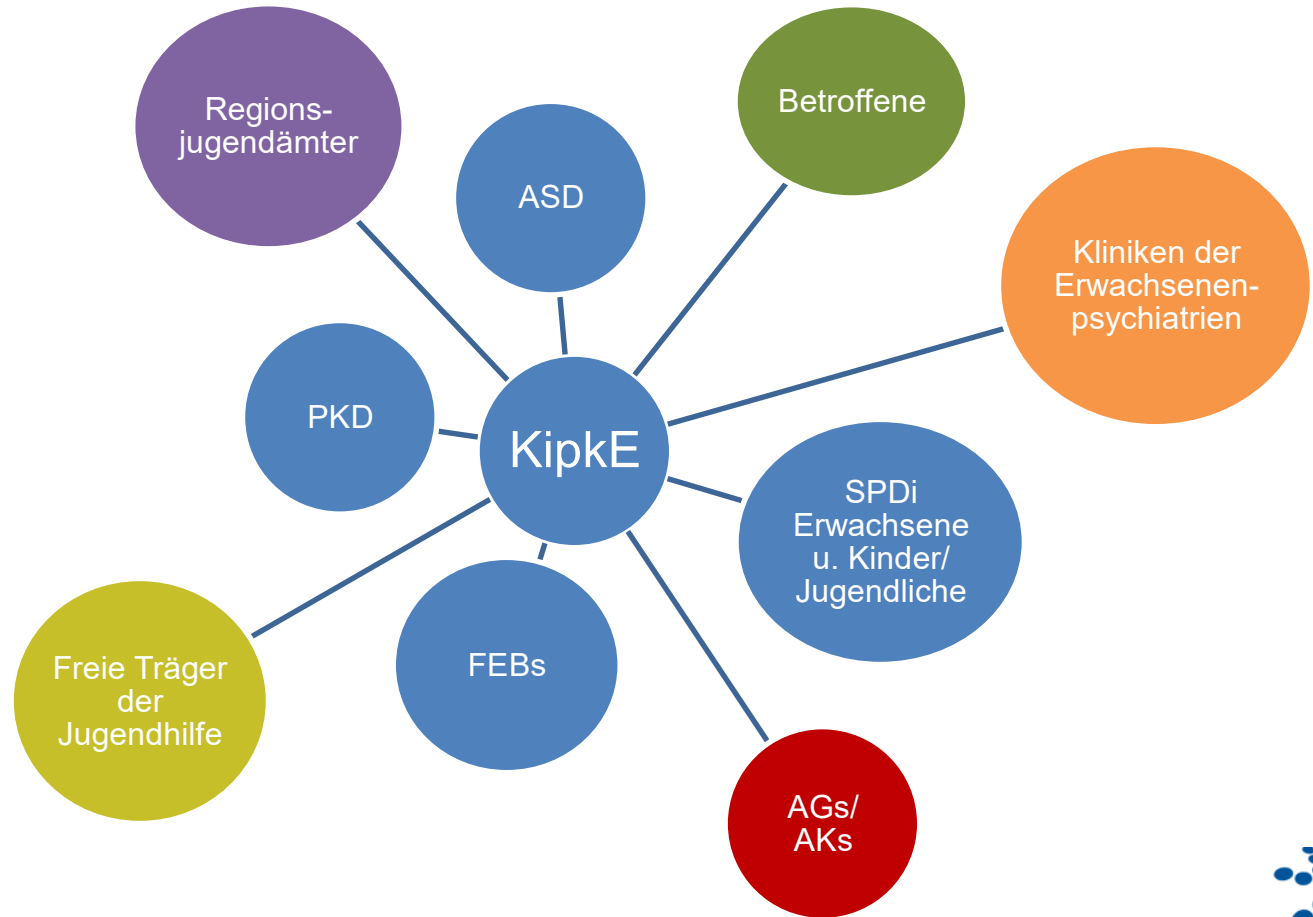 Regions-
jugendämter
Betroffene
ASD
Kliniken der
Erwachsenen-
psychiatrien
PKD
KipkE
SPDi
Erwachsene
u. Kinder/
Jugendliche
Freie Träger
der
Jugendhilfe
FEBs
AGs/
AKs